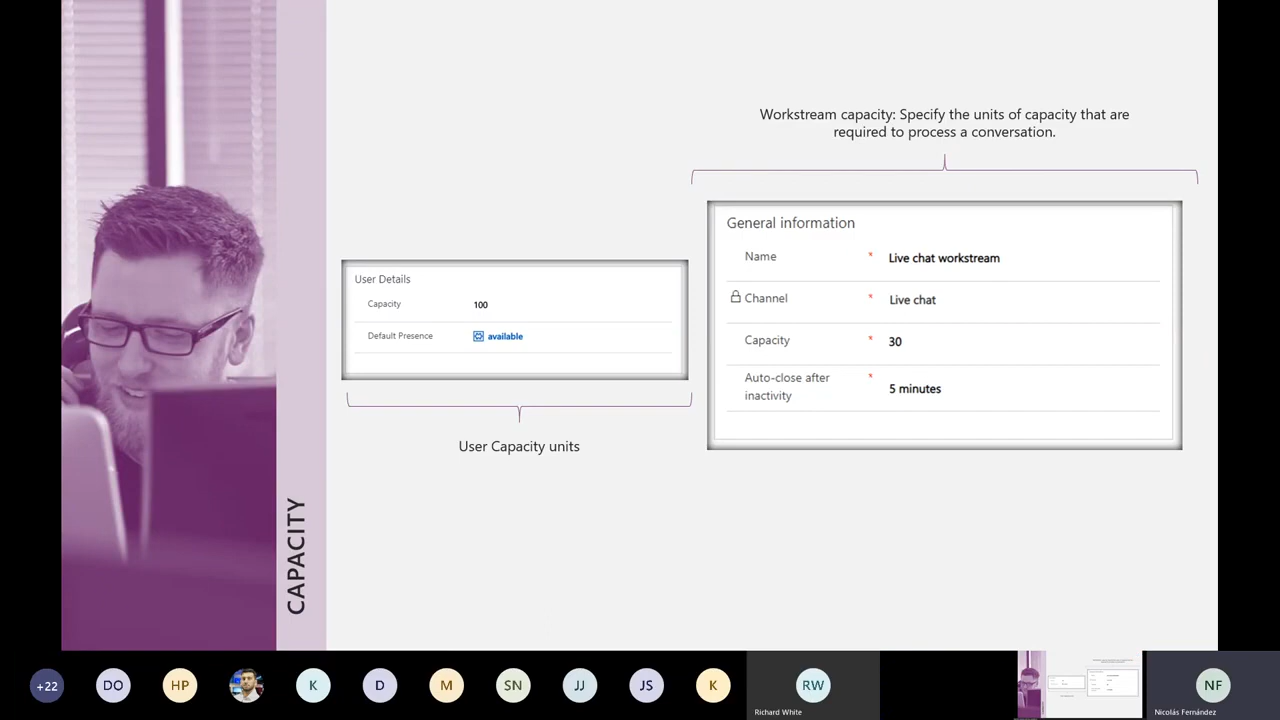 CAPACITY
Workstream capacity: Specify the units of capacity that are
required to process a conversation.
User Details
Capacity 100
Default Presence available
User Capacity units
General information
Name * Live chat workstream
Channel * Live chat
Capacity * 30
Auto-close after
inactivity * 5 minutes
+22
DO
HP
K
D
M
SN
JJ
JS
K
RW
Richard White
NF
Nicolás Fernández